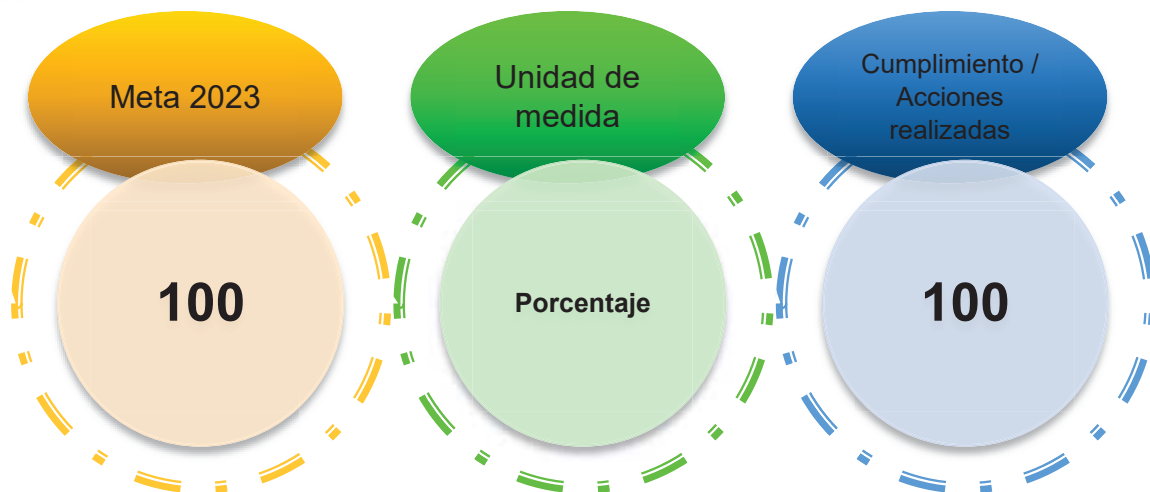 Meta 2023
Unidad de
medida
Cumplimiento /
Acciones
realizadas
100
Porcentaje
100